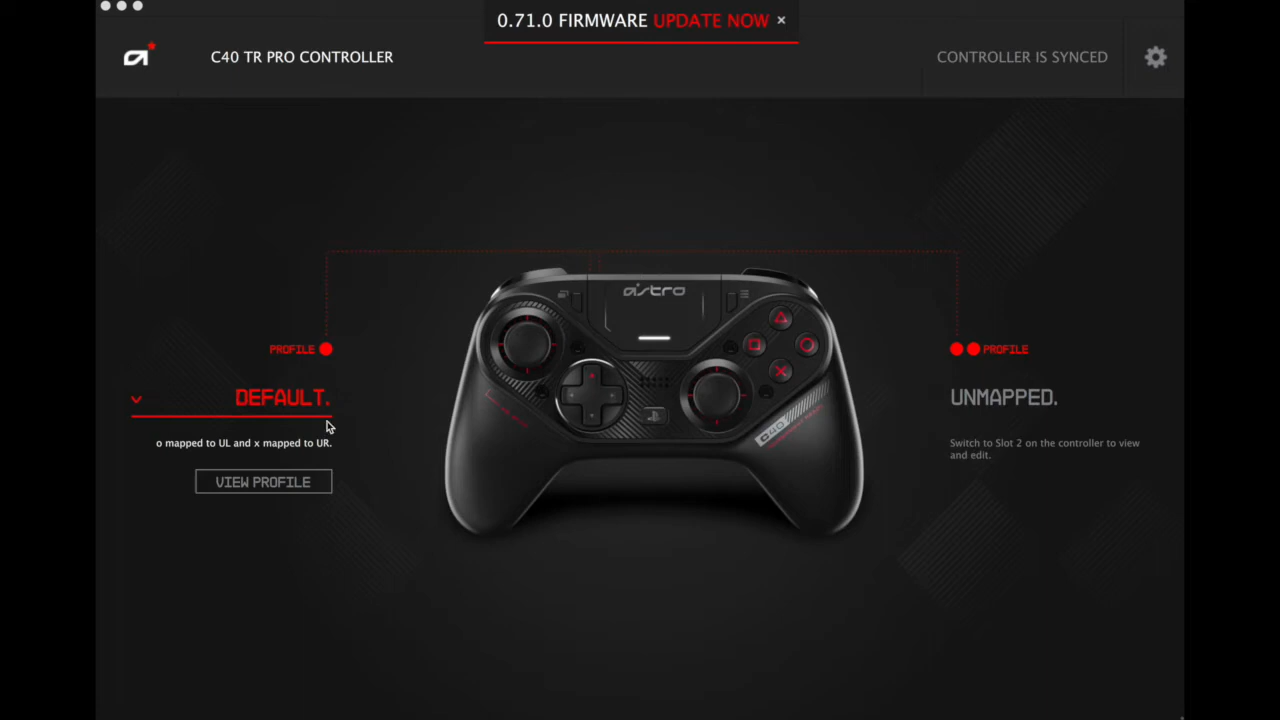 0.71.0 FIRMWARE UPDATE NOW ×
C40 TR PRO CONTROLLER
CONTROLLER IS SYNCED
ASTRO
PROFILE
DEFAULT.
o mapped to UL and x mapped to UR.
VIEW PROFILE
C40
PROFILE
UNMAPPED.
Switch to Slot 2 on the controller to view
and edit.